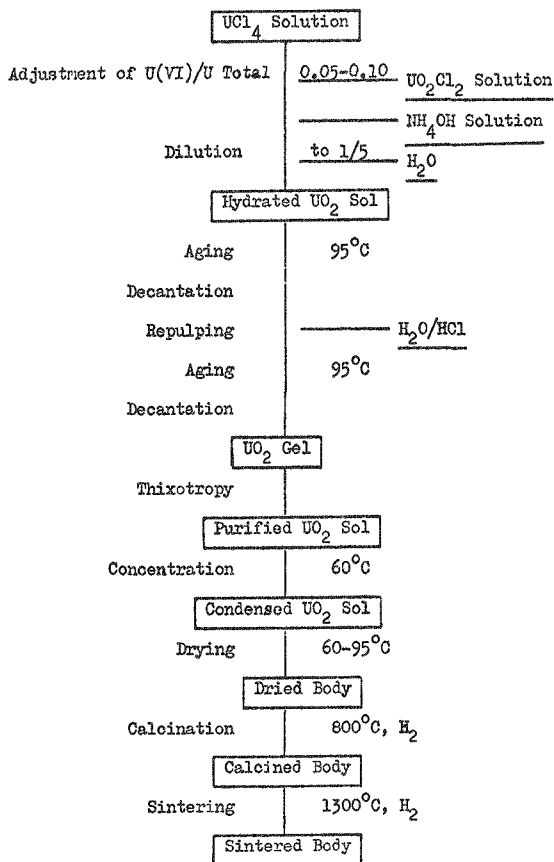 UCl4 Solution
Adjustment of U(VI)/U Total 0.05-0.10 UO2Cl2 Solution
NH4OH Solution
Dilution to 1/5 H2O
Hydrated UO2 Sol
Aging 95°C
Decantation
Repulping H2O/HCl
Aging 95°C
Decantation
UO2 Gel
Thixotropy
Purified UO2 Sol
Concentration 60°C
Condensed UO2 Sol
Drying 60-95°C
Dried Body
Calcination 800°C, H2
Calcined Body
Sintering 1300°C, H2
Sintered Body